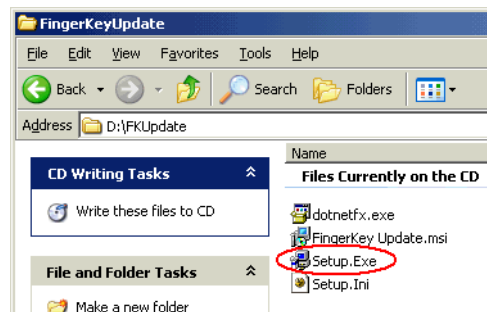 FingerKeyUpdate
File Edit View Favorites Tools Help
Back Search Folders
Address D:\FKUpdate
Name
CD Writing Tasks
Files Currently on the CD
Write these files to CD
dotnetfx.exe
FingerKey Update.msi
Setup.Exe
File and Folder Tasks
Setup.Ini
Make a new folder